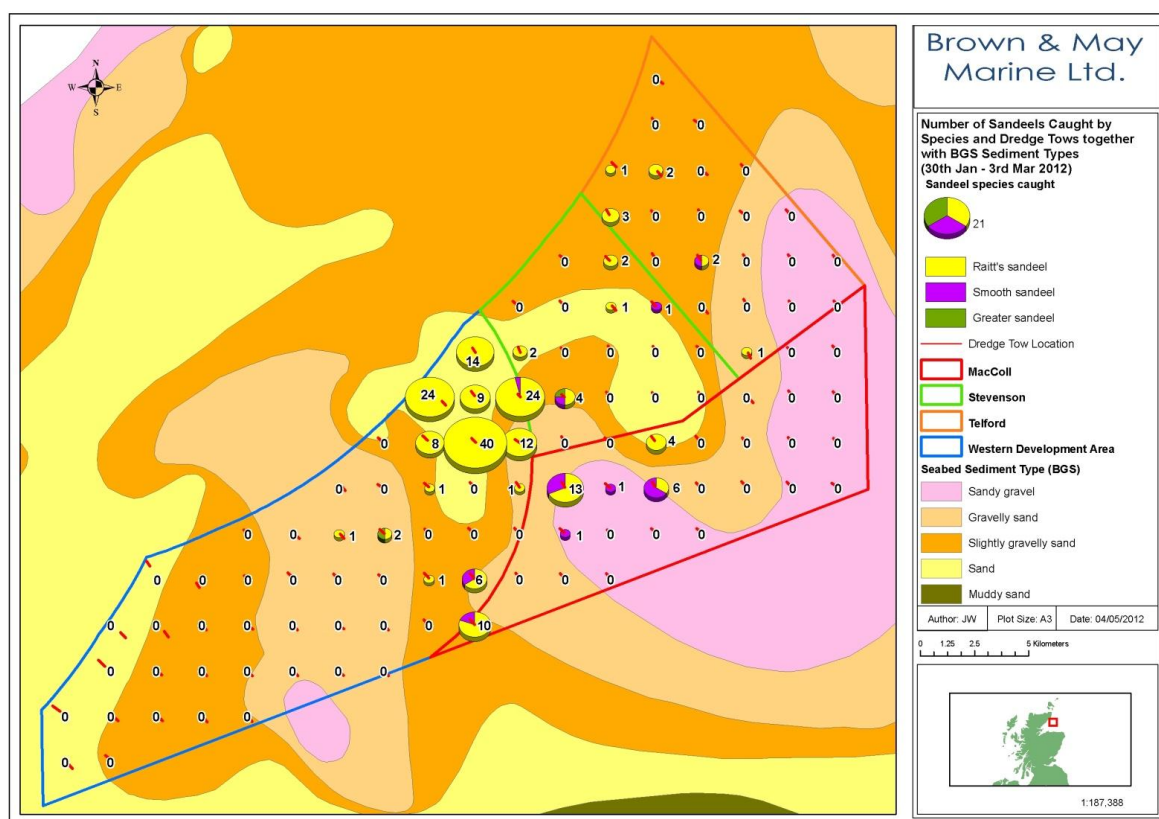 N
W E
S
0
0 0
1 2 0 0
3 0 0 0 0
0 2 0 2 0 0 0
0 0 1 1 0 0 0 0
14 2 0 0 0 0 1 0 0
24 9 24 4 0 0 0 0 0 0
0 8 40 12 0 0 4 0 0 0 0
0 0 1 0 1 13 1 6 0 0 0 0
0 0 1 2 0 0 0 1 0 0 0
0 0 0 0 0 0 1 6 0 0 0
0 0 0 0 0 0 0 0 10
0 0 0 0 0 0 0
0 0 0 0 0
0 0
Brown & May
Marine Ltd.
Number of Sandeels Caught by
Species and Dredge Tows together
with BGS Sediment Types
(30th Jan - 3rd Mar 2012)
Sandeel species caught
21
Raitt's sandeel
Smooth sandeel
Greater sandeel
Dredge Tow Location
MacColl
Stevenson
Telford
Western Development Area
Seabed Sediment Type (BGS)
Sandy gravel
Gravelly sand
Slightly gravelly sand
Sand
Muddy sand
Author: JW Plot Size: A3 Date: 04/05/2012
0 1.25 2.5 5 Kilometers
1:187,388